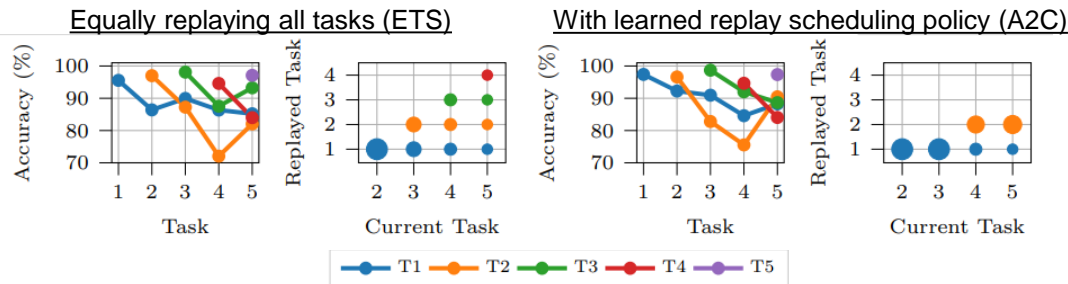 Equally replaying all tasks (ETS)
With learned replay scheduling policy (A2C)
Accuracy (%)
100
90
80
70
1 2 3 4 5
Task
Replayed Task
4
3
2
1
2 3 4 5
Current Task
Accuracy (%)
100
90
80
70
1 2 3 4 5
Task
Replayed Task
4
3
2
1
2 3 4 5
Current Task
T1 T2 T3 T4 T5